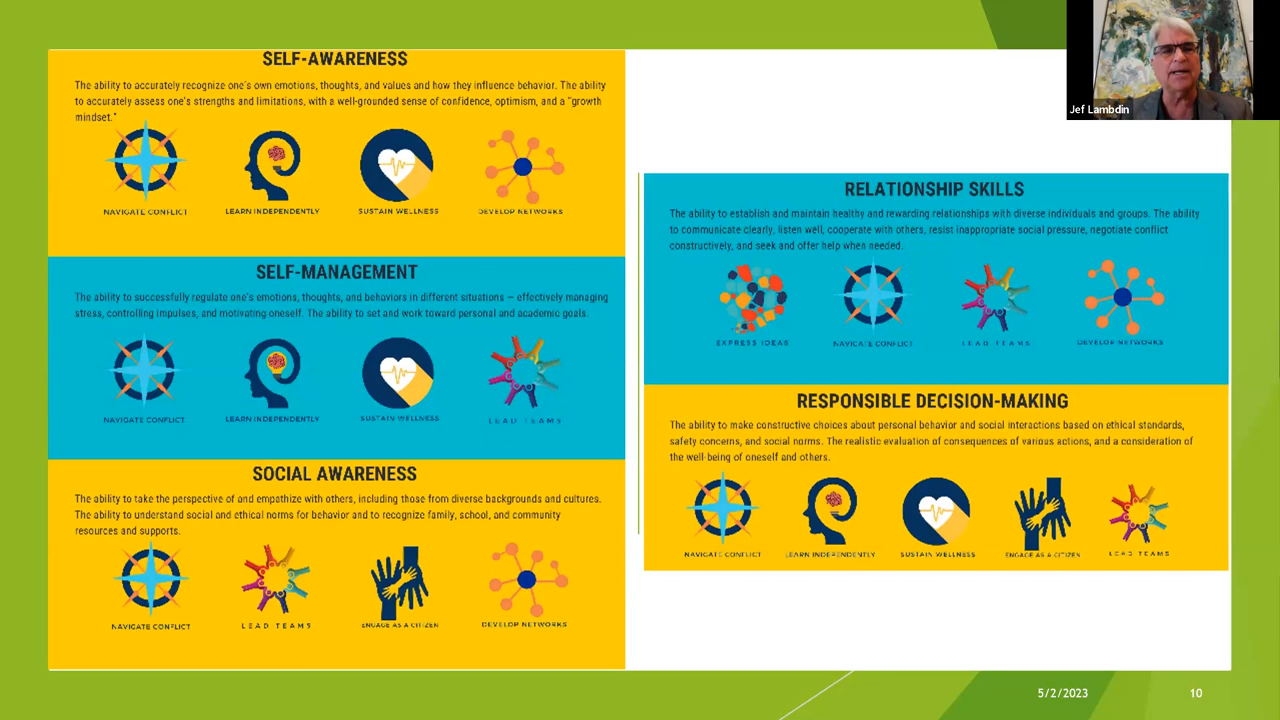 SELF-AWARENESS
The ability to accurately recognize one's own emotions, thoughts, and values and how they influence behavior. The ability
to accurately assess one's strengths and limitations, with a well-grounded sense of confidence, optimism, and a "growth
mindset."
NAVIGATE CONFLICT LEARN INDEPENDENTLY SUSTAIN WELLNESS DEVELOP NETWORKS
SELF-MANAGEMENT
The ability to successfully regulate one's emotions, thoughts, and behaviors in different situations — effectively managing
stress, controlling impulses, and motivating oneself. The ability to set and work toward personal and academic goals.
NAVIGATE CONFLICT LEARN INDEPENDENTLY SUSTAIN WELLNESS LEAD TEAMS
SOCIAL AWARENESS
The ability to take the perspective of and empathize with others, including those from diverse backgrounds and cultures.
The ability to understand social and ethical norms for behavior and to recognize family, school, and community
resources and supports.
NAVIGATE CONFLICT LEAD TEAMS ENGAGE AS A CITIZEN DEVELOP NETWORKS
Jef Lambdin
RELATIONSHIP SKILLS
The ability to establish and maintain healthy and rewarding relationships with diverse individuals and groups. The ability
to communicate clearly, listen well, cooperate with others, resist inappropriate social pressure, negotiate conflict
constructively, and seek and offer help when needed.
EXPRESS IDEAS NAVIGATE CONFLICT LEAD TEAMS DEVELOP NETWORKS
RESPONSIBLE DECISION-MAKING
The ability to make constructive choices about personal behavior and social interactions based on ethical standards,
safety concerns, and social norms. The realistic evaluation of consequences of various actions, and a consideration of
the well-being of oneself and others.
NAVIGATE CONFLICT LEARN INDEPENDENTLY SUSTAIN WELLNESS ENGAGE AS A CITIZEN LEAD TEAMS
5/2/2023 10